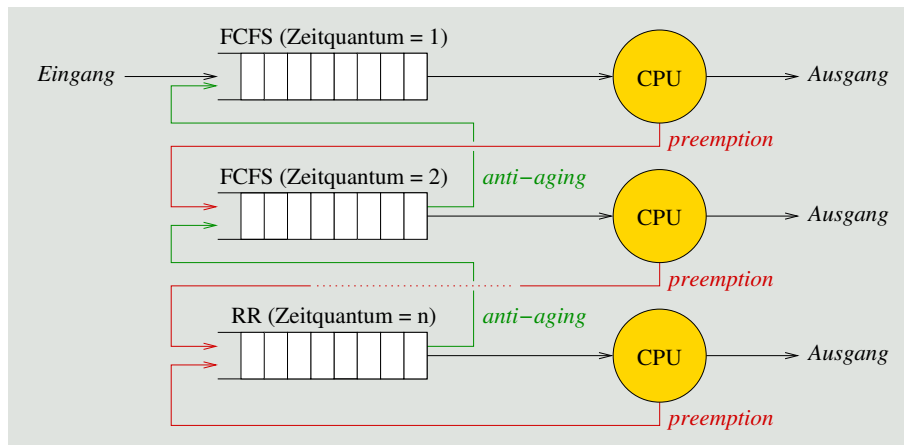 FCFS (Zeitquantum = 1)
Eingang
CPU
Ausgang
preemption
FCFS (Zeitquantum = 2)
anti−aging
CPU
Ausgang
preemption
RR (Zeitquantum = n)
anti−aging
CPU
Ausgang
preemption